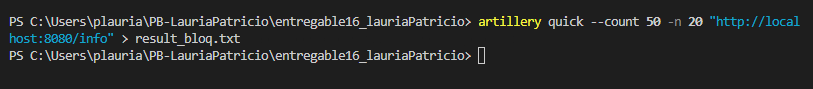 PS C:\Users\plauria\PB-LauriaPatricio\entregable16_lauriaPatricio> artillery quick --count 50 -n 20 "http://local
host:8080/info" > result_bloq.txt
PS C:\Users\plauria\PB-LauriaPatricio\entregable16_lauriaPatricio>